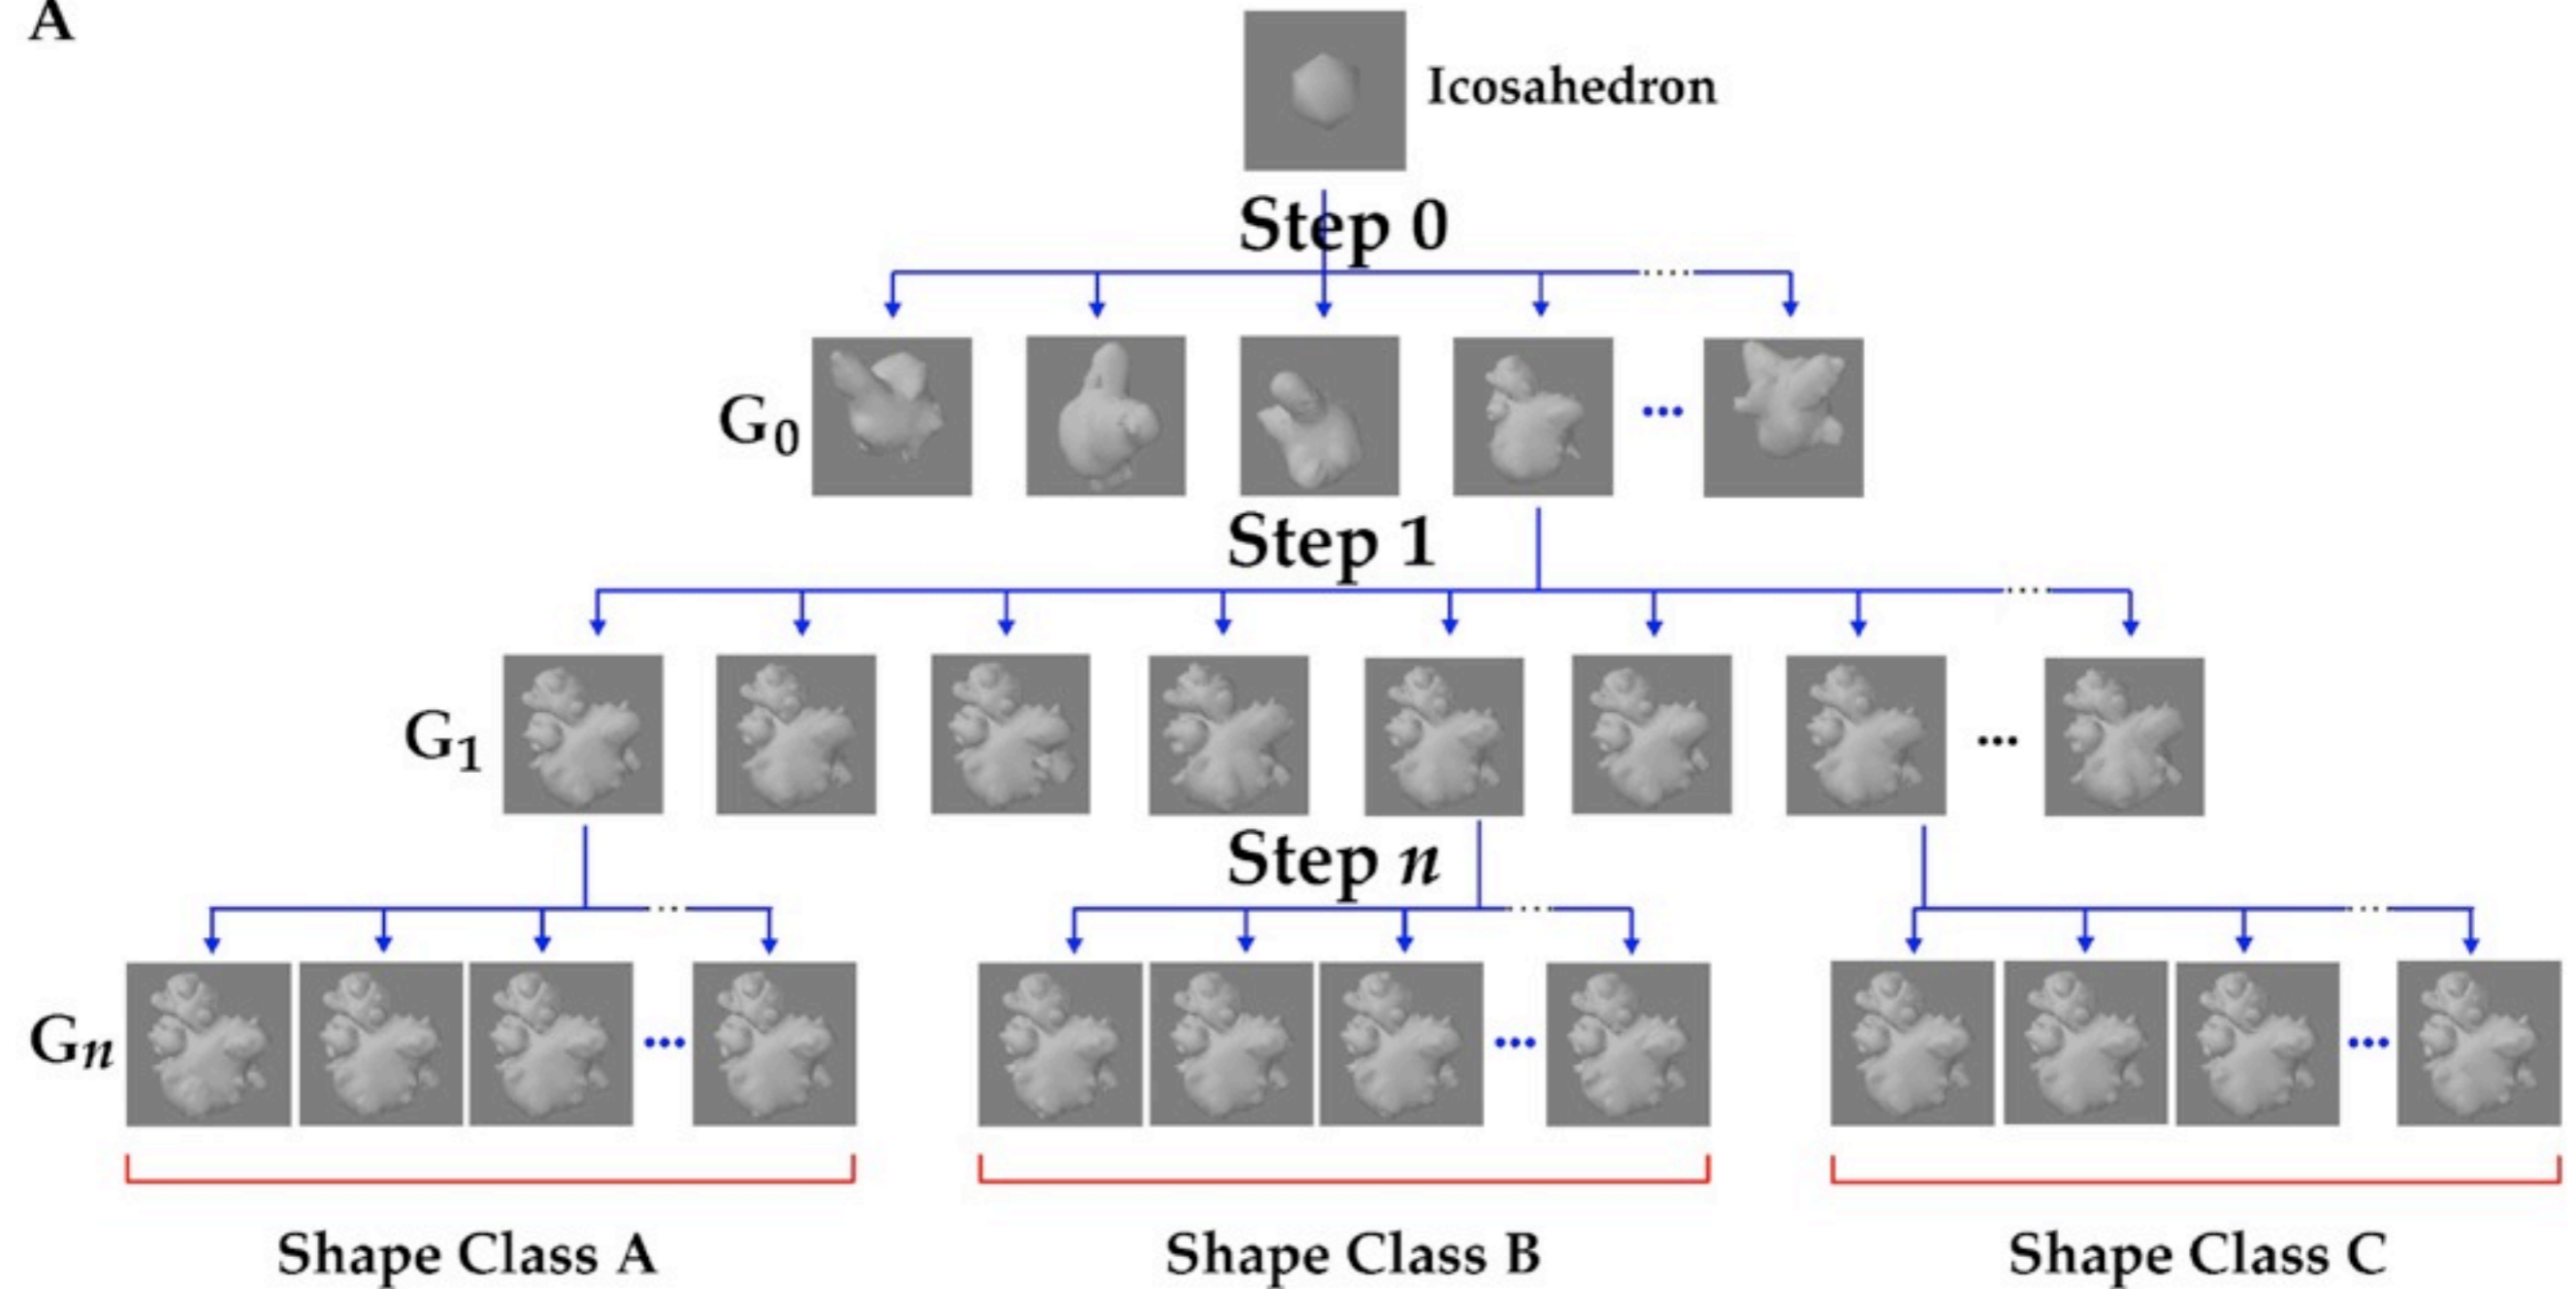 A
Icosahedron
Step 0
G0
Step 1
G1
Step n
Gn
Shape Class A
Shape Class B
Shape Class C